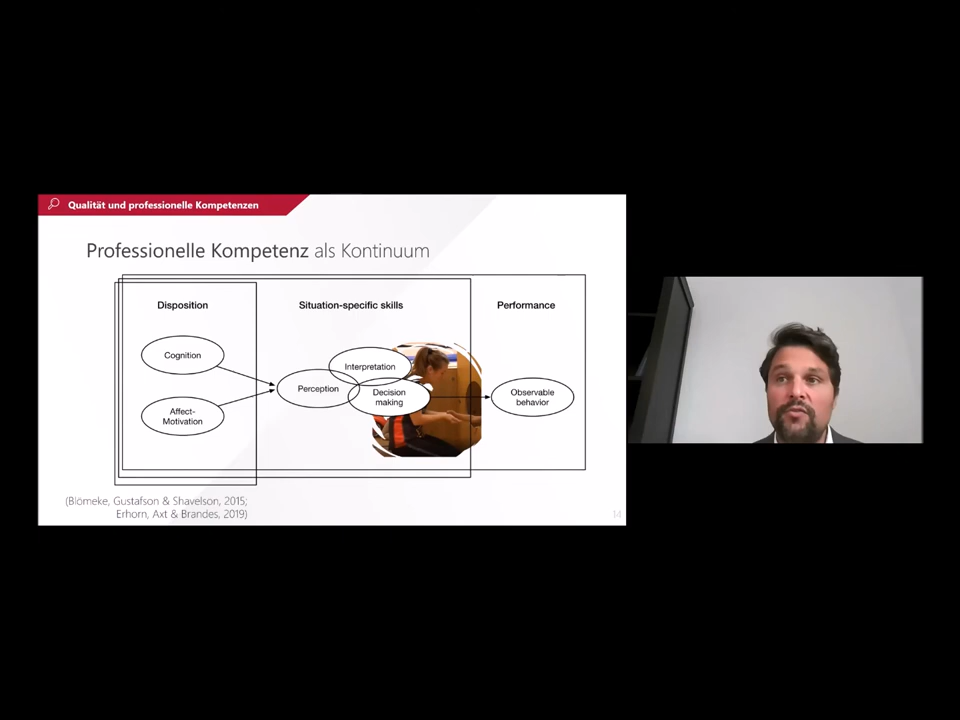 Qualität und professionelle Kompetenzen
Professionelle Kompetenz als Kontinuum
Disposition
Situation-specific skills
Performance
Cognition
Affect-
Motivation
Perception
Interpretation
Decision
making
Observable
behavior
(Blömeke, Gustafson & Shavelson, 2015;
Erhorn, Axt & Brandes, 2019)
14